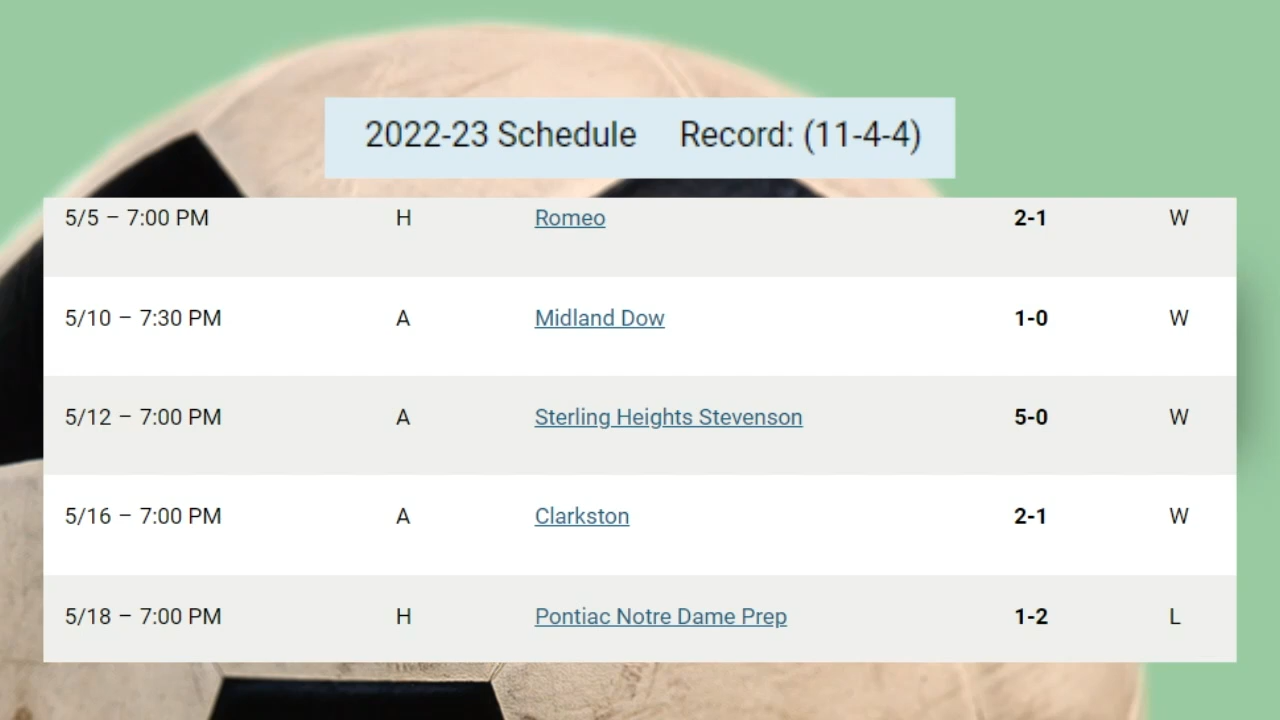 2022-23 Schedule Record: (11-4-4)
5/5 – 7:00 PM H Romeo 2-1 W
5/10 – 7:30 PM A Midland Dow 1-0 W
5/12 – 7:00 PM A Sterling Heights Stevenson 5-0 W
5/16 – 7:00 PM A Clarkston 2-1 W
5/18 – 7:00 PM H Pontiac Notre Dame Prep 1-2 L